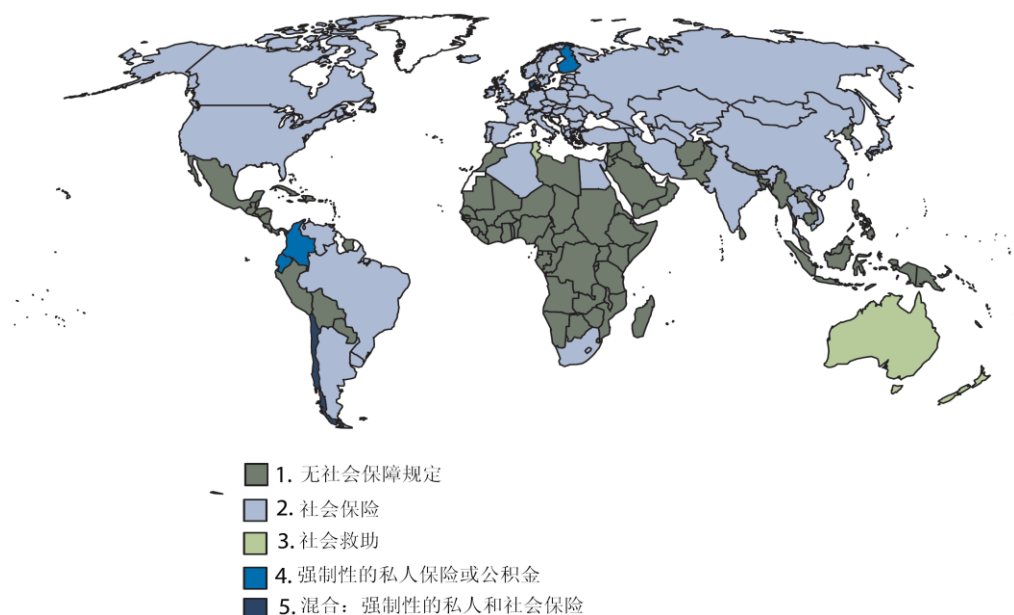 1. 无社会保障规定
2. 社会保险
3. 社会救助
4. 强制性的私人保险或公积金
5. 混合：强制性的私人和社会保险